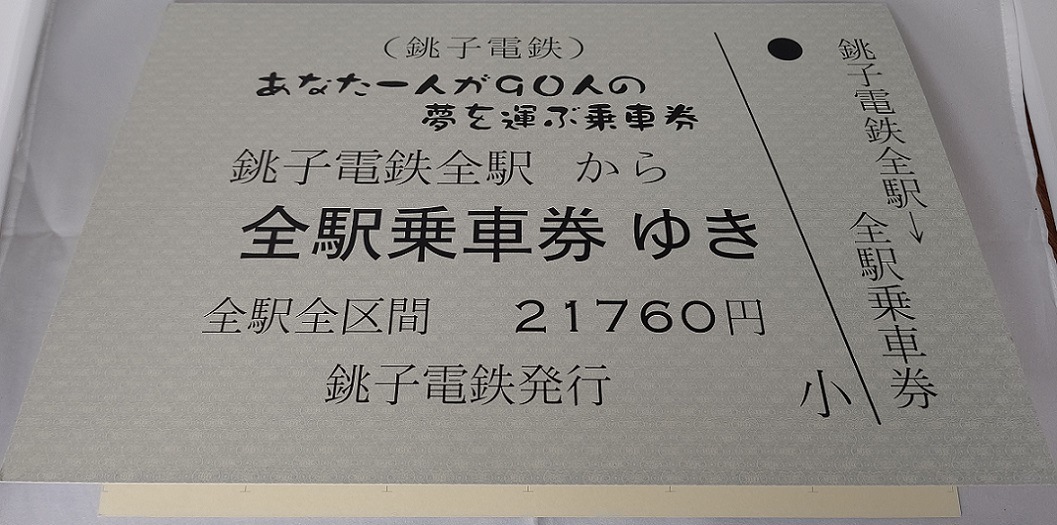 （銚子電鉄）
あなた一人が90人の
夢を運ぶ乗車券
銚子電鉄全駅 から
全駅乗車券 ゆき
全駅全区間 21760円
銚子電鉄発行
小
銚子電鉄全駅→全駅乗車券